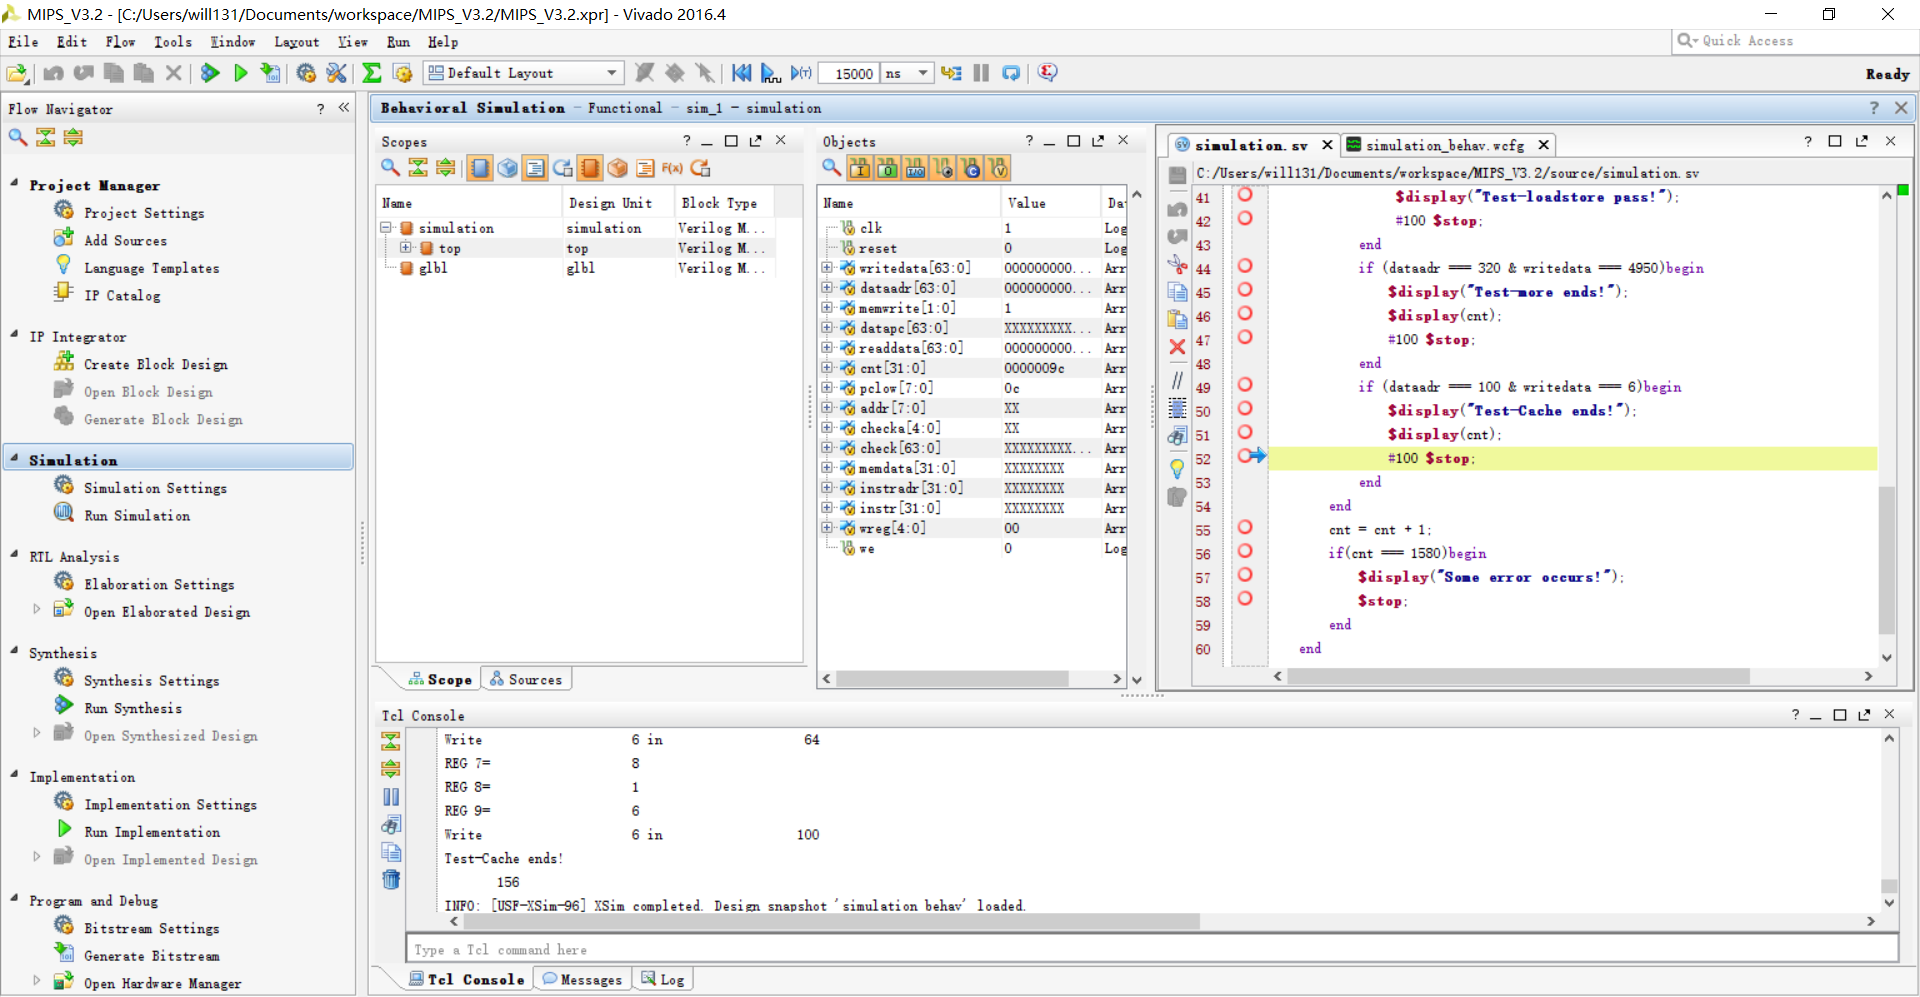 MIPS_V3.2 - [C:/Users/will131/Documents/workspace/MIPS_V3.2/MIPS_V3.2.xpr] - Vivado 2016.4
File Edit Flow Tools Window Layout View Run Help
Quick Access
Default Layout
15000 ns
Ready
Flow Navigator
Project Manager
Project Settings
Add Sources
Language Templates
IP Catalog
IP Integrator
Create Block Design
Open Block Design
Generate Block Design
Simulation
Simulation Settings
Run Simulation
RTL Analysis
Elaboration Settings
Open Elaborated Design
Synthesis
Synthesis Settings
Run Synthesis
Open Synthesized Design
Implementation
Implementation Settings
Run Implementation
Open Implemented Design
Program and Debug
Bitstream Settings
Generate Bitstream
Open Hardware Manager
Behavioral Simulation - Functional - sim_1 - simulation
Scopes
F(x)
Name Design Unit Block Type
simulation simulation Verilog M...
top top Verilog M...
glbl glbl Verilog M...
Scope Sources
Objects
Name Value Da
clk 1 Log
reset 0 Log
writedata[63:0] 000000000... Arr
dataadr[63:0] 000000000... Arr
memwrite[1:0] 1 Arr
datapc[63:0] XXXXXXXXX... Arr
readdata[63:0] 000000000... Arr
cnt[31:0] 0000009c Arr
pclow[7:0] 0c Arr
addr[7:0] XX Arr
checka[4:0] XX Arr
check[63:0] XXXXXXXXX... Arr
memdata[31:0] XXXXXXXX Arr
instradr[31:0] XXXXXXXX Arr
instr[31:0] XXXXXXXX Arr
wreg[4:0] 00 Arr
we 0 Log
simulation.sv simulation_behav.wcfg
C:/Users/will131/Documents/workspace/MIPS_V3.2/source/simulation.sv
41 $display("Test-loadstore pass!");
42 #100 $stop;
43 end
44 if (dataadr === 320 & writedata === 4950)begin
45 $display("Test-more ends!");
46 $display(cnt);
47 #100 $stop;
48 end
49 if (dataadr === 100 & writedata === 6)begin
50 $display("Test-Cache ends!");
51 $display(cnt);
52 #100 $stop;
53 end
54 end
55 cnt = cnt + 1;
56 if(cnt === 1580)begin
57 $display("Some error occurs!");
58 $stop;
59 end
60 end
Tcl Console
Write 6 in 64
REG 7= 8
REG 8= 1
REG 9= 6
Write 6 in 100
Test-Cache ends!
156
INFO: [USF-XSim-96] XSim completed. Design snapshot 'simulation_behav' loaded.
Type a Tcl command here
Tcl Console Messages Log